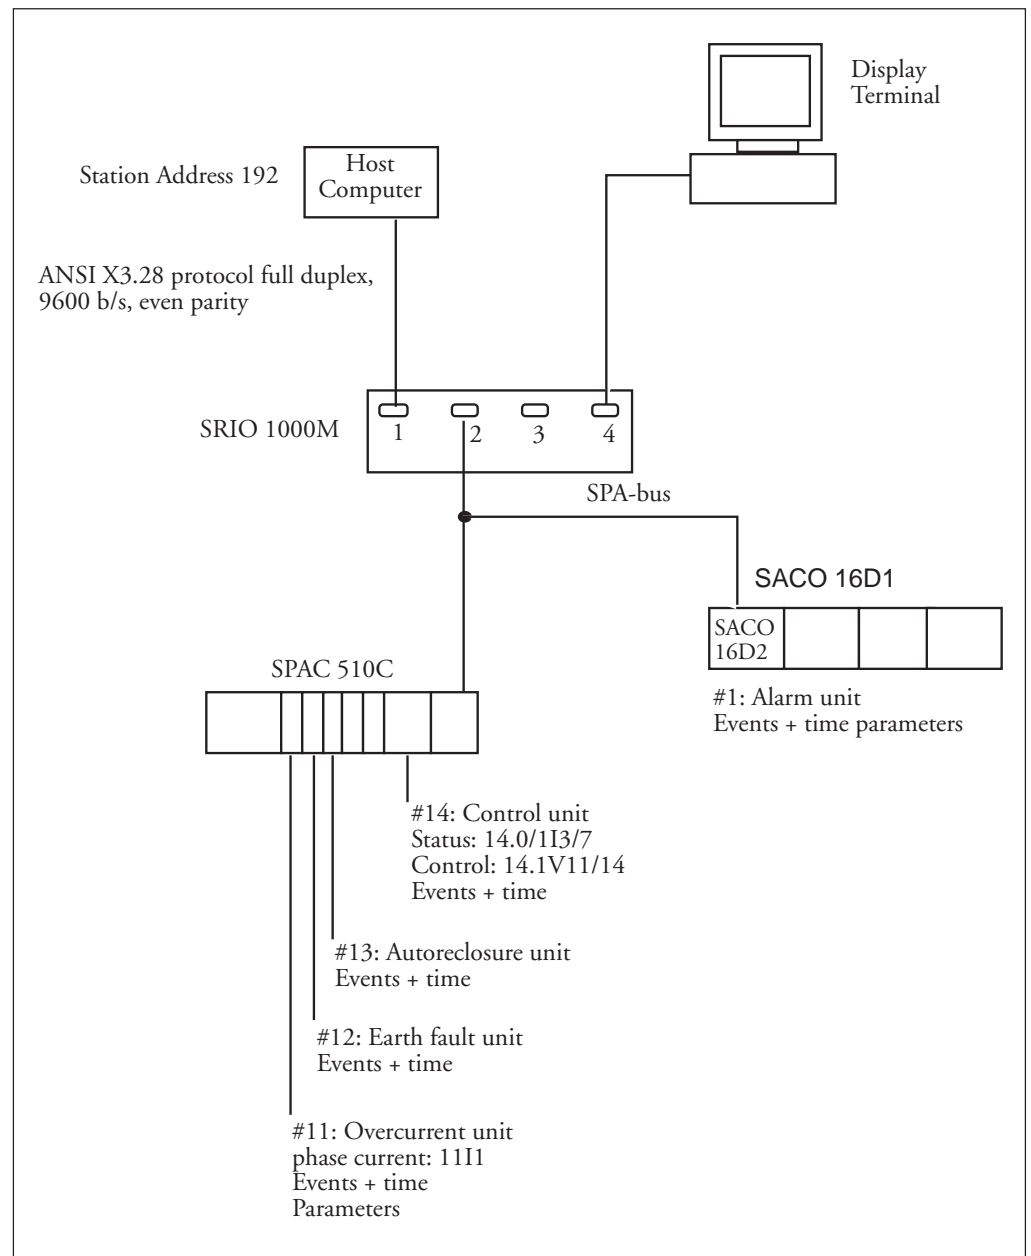 Display
Terminal
Host
Computer
Station Address 192
ANSI X3.28 protocol full duplex,
9600 b/s, even parity
SRIO 1000M
1 2 3 4
SPA-bus
SACO 16D1
SACO
16D2
SPAC 510C
#1: Alarm unit
Events + time parameters
#14: Control unit
Status: 14.0/1I3/7
Control: 14.1V11/14
Events + time
#13: Autoreclosure unit
Events + time
#12: Earth fault unit
Events + time
#11: Overcurrent unit
phase current: 11I1
Events + time
Parameters